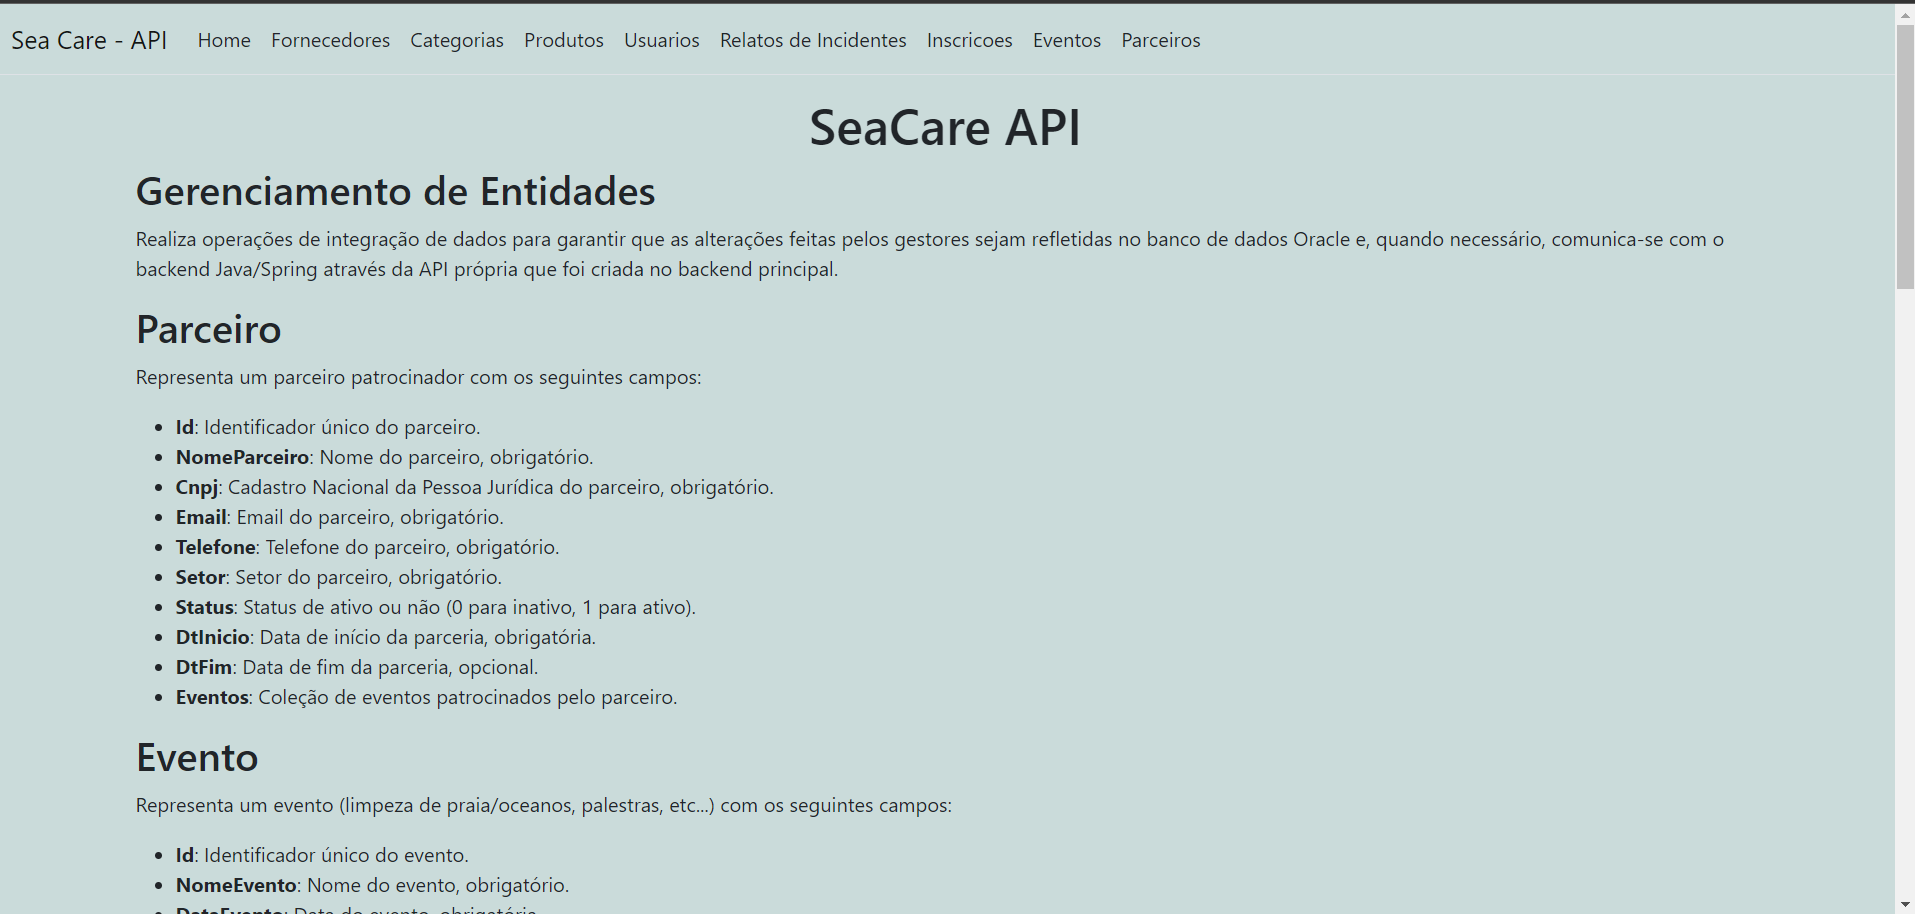 Sea Care - API Home Fornecedores Categorias Produtos Usuarios Relatos de Incidentes Inscricoes Eventos Parceiros
SeaCare API
Gerenciamento de Entidades
Realiza operações de integração de dados para garantir que as alterações feitas pelos gestores sejam refletidas no banco de dados Oracle e, quando necessário, comunica-se com o
backend Java/Spring através da API própria que foi criada no backend principal.
Parceiro
Representa um parceiro patrocinador com os seguintes campos:
• Id: Identificador único do parceiro.
• NomeParceiro: Nome do parceiro, obrigatório.
• Cnpj: Cadastro Nacional da Pessoa Jurídica do parceiro, obrigatório.
• Email: Email do parceiro, obrigatório.
• Telefone: Telefone do parceiro, obrigatório.
• Setor: Setor do parceiro, obrigatório.
• Status: Status de ativo ou não (0 para inativo, 1 para ativo).
• DtInicio: Data de início da parceria, obrigatória.
• DtFim: Data de fim da parceria, opcional.
• Eventos: Coleção de eventos patrocinados pelo parceiro.
Evento
Representa um evento (limpeza de praia/oceanos, palestras, etc...) com os seguintes campos:
• Id: Identificador único do evento.
• NomeEvento: Nome do evento, obrigatório.
• DataEvento: Data do evento, obrigatória.